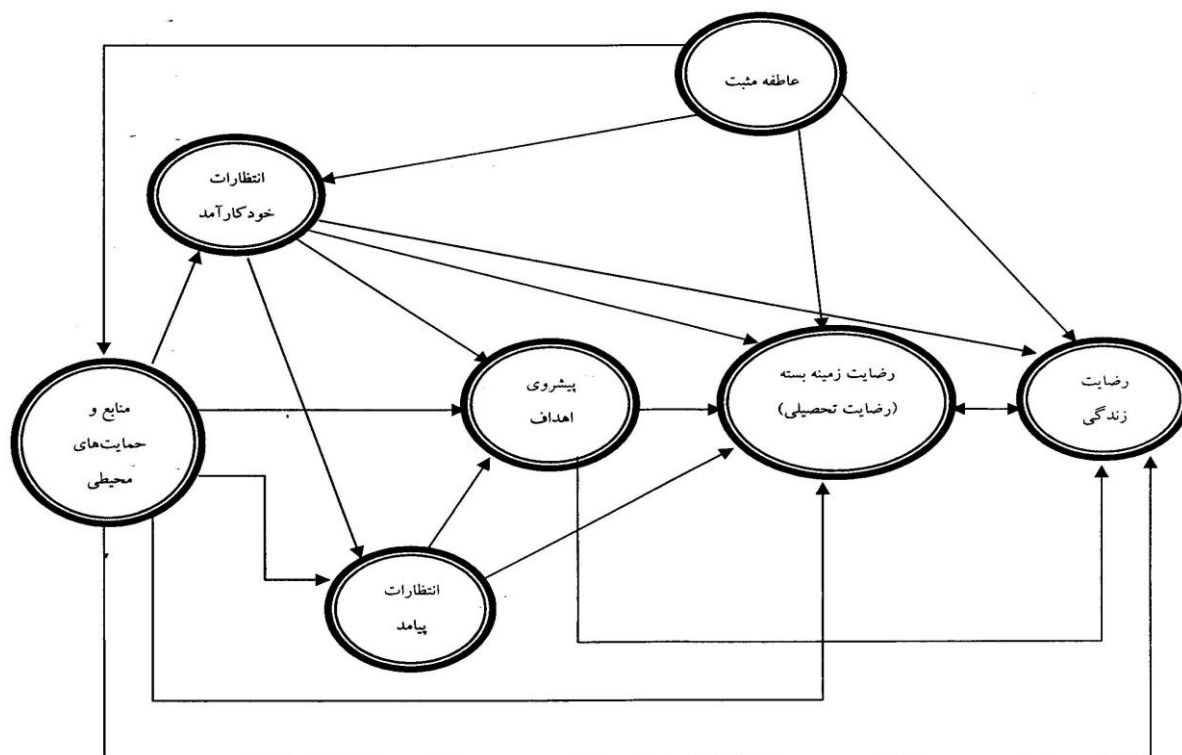 عاطفه مثبت
انتظارات
خودکارآمد
منابع و
حمایت‌های
محیطی
پیشروی
اهداف
رضایت زمینه بسته
(رضایت تحصیلی)
رضایت
زندگی
انتظارات
پیامد